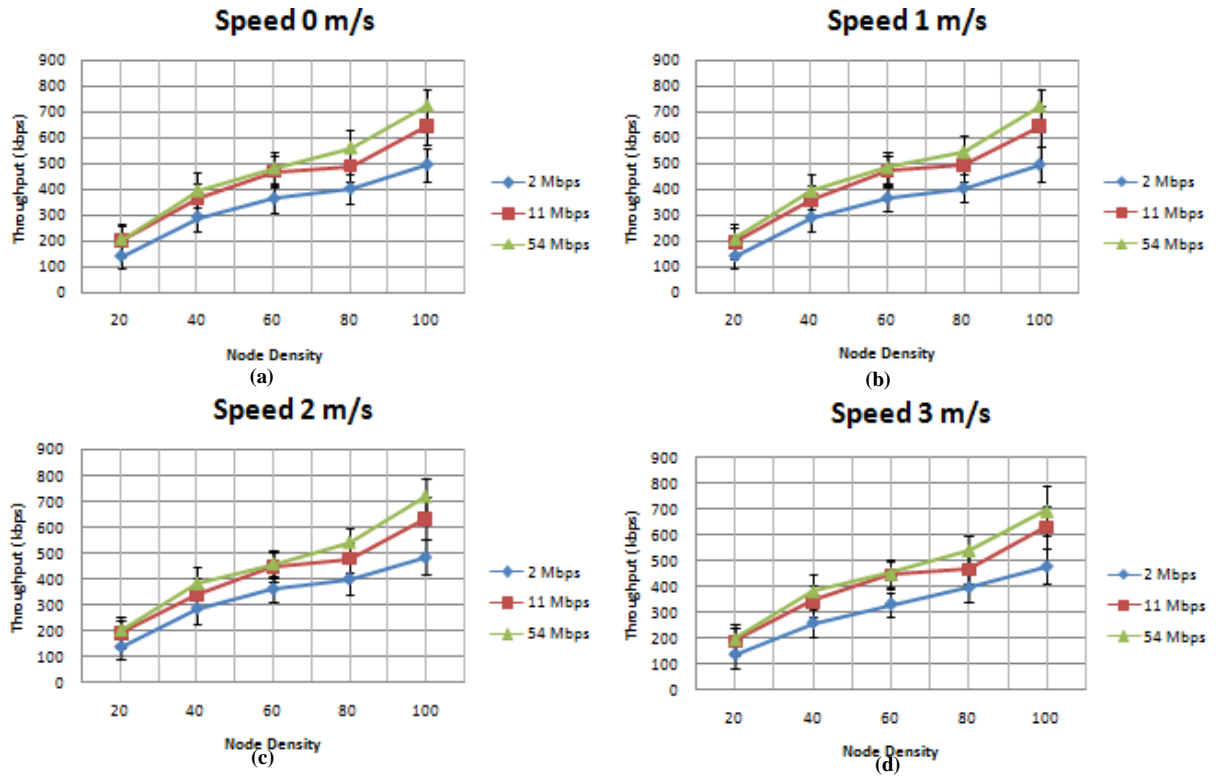 Speed 0 m/s
Throughput (kbps)
900
800
700
600
500
400
300
200
100
0
20 40 60 80 100
Node Density
2 Mbps
11 Mbps
54 Mbps
(a)
Speed 1 m/s
Throughput (kbps)
900
800
700
600
500
400
300
200
100
0
20 40 60 80 100
Node Density
2 Mbps
11 Mbps
54 Mbps
(b)
Speed 2 m/s
Throughput (kbps)
900
800
700
600
500
400
300
200
100
0
20 40 60 80 100
Node Density
2 Mbps
11 Mbps
54 Mbps
(c)
Speed 3 m/s
Throughput (kbps)
900
800
700
600
500
400
300
200
100
0
20 40 60 80 100
Node Density
2 Mbps
11 Mbps
54 Mbps
(d)